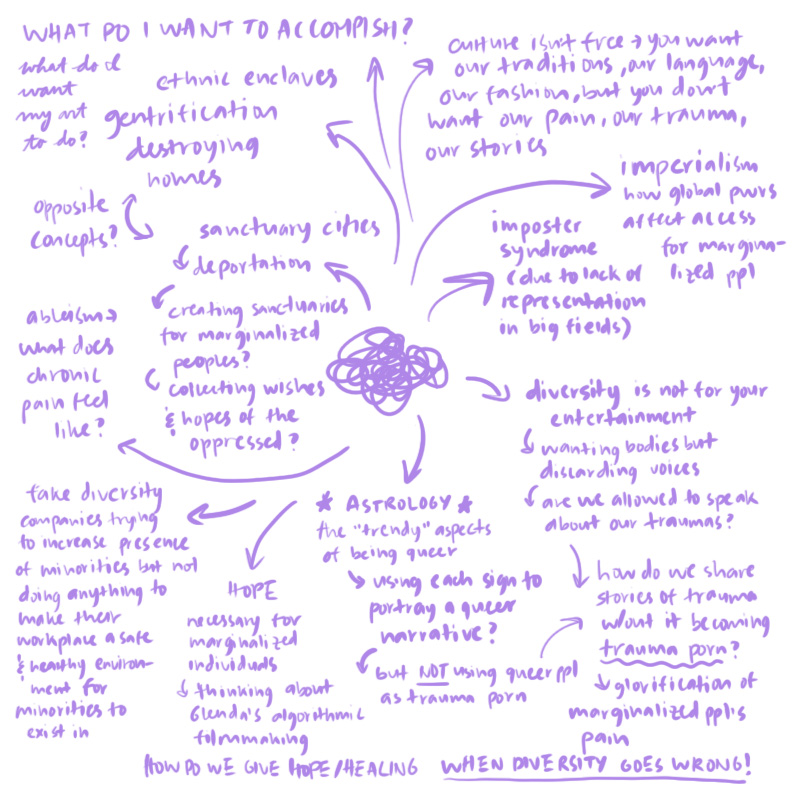 WHAT DO I WANT TO ACCOMPISH?
what do I
want
my art
to do?
ethnic enclaves
gentrification
destroying
homes
culture isn't free → you want
our traditions, our language,
our fashion, but you don't
want our pain, our trauma,
our stories
imperialism
how global pwrs
affect access
for margina-
lized ppl
opposite
concepts?
sanctuary cities
deportation
creating sanctuaries
for marginalized
peoples?
collecting wishes
& hopes of the
oppressed?
imposter
syndrome
(due to lack of
representation
in big fields)
ableism →
what does
chronic
pain feel
like?
diversity is not for your
entertainment
wanting bodies but
discarding voices
are we allowed to speak
about our traumas?
how do we share
stories of trauma
w/out it becoming
trauma porn?
glorification of
marginalized ppl's
pain
fake diversity
companies trying
to increase presence
of minorities but not
doing anything to
make their
workplace a safe
& healthy environ-
ment for
minorities to
exist in
HOPE
necessary for
marginalized
individuals
thinking about
Glenda's algorithmic
filmmaking
* ASTROLOGY *
the "trendy" aspects
of being queer
using each sign to
portray a queer
narrative?
but NOT using queer ppl
as trauma porn
HOW DO WE GIVE HOPE/HEALING
WHEN DIVERSITY GOES WRONG!